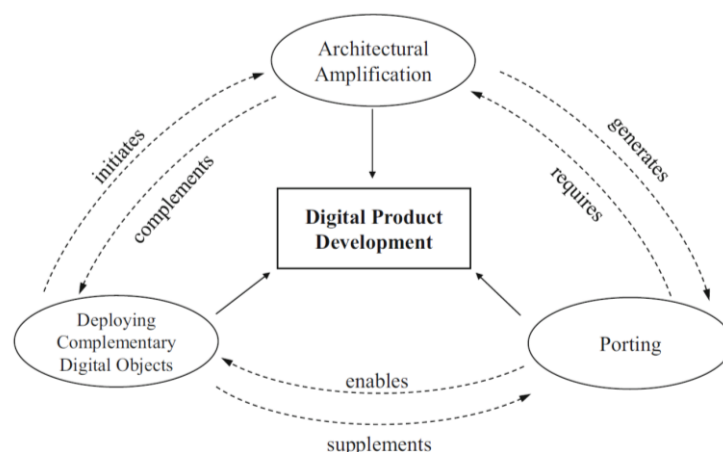 Architectural
Amplification
initiates
complements
generates
requires
Digital Product
Development
Deploying
Complementary
Digital Objects
Porting
enables
supplements